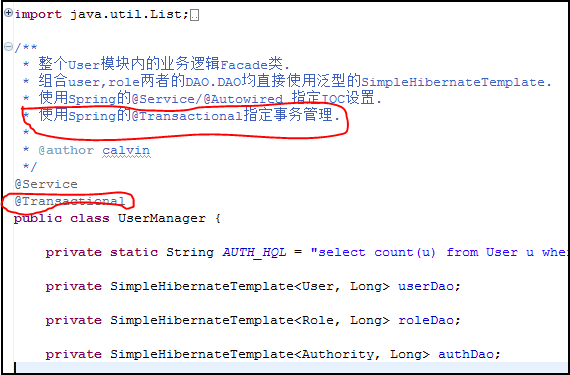 import java.util.List;
/**
* 整个User模块内的业务逻辑Facade类.
* 组合user,role两者的DAO.DAO均直接使用泛型的SimpleHibernateTemplate.
* 使用Spring的@Service/@Autowired 指定IOC设置.
* 使用Spring的@Transactional指定事务管理.
*
* @author calvin
*/
@Service
@Transactional
public class UserManager {
private static String AUTH_HQL = "select count(u) from User u wher
private SimpleHibernateTemplate<User, Long> userDao;
private SimpleHibernateTemplate<Role, Long> roleDao;
private SimpleHibernateTemplate<Authority, Long> authDao;